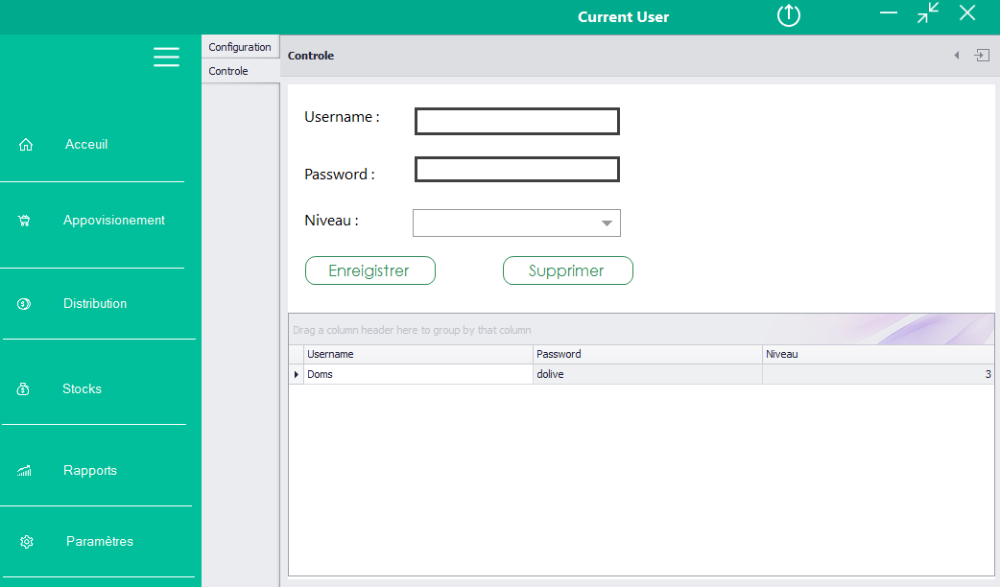 Current User
Acceuil
Appovisionement
Distribution
Stocks
Rapports
Paramètres
Configuration
Controle
Controle
Username :
Password :
Niveau :
Enreigistrer Supprimer
Drag a column header here to group by that column
Username Password Niveau
Doms dolive 3